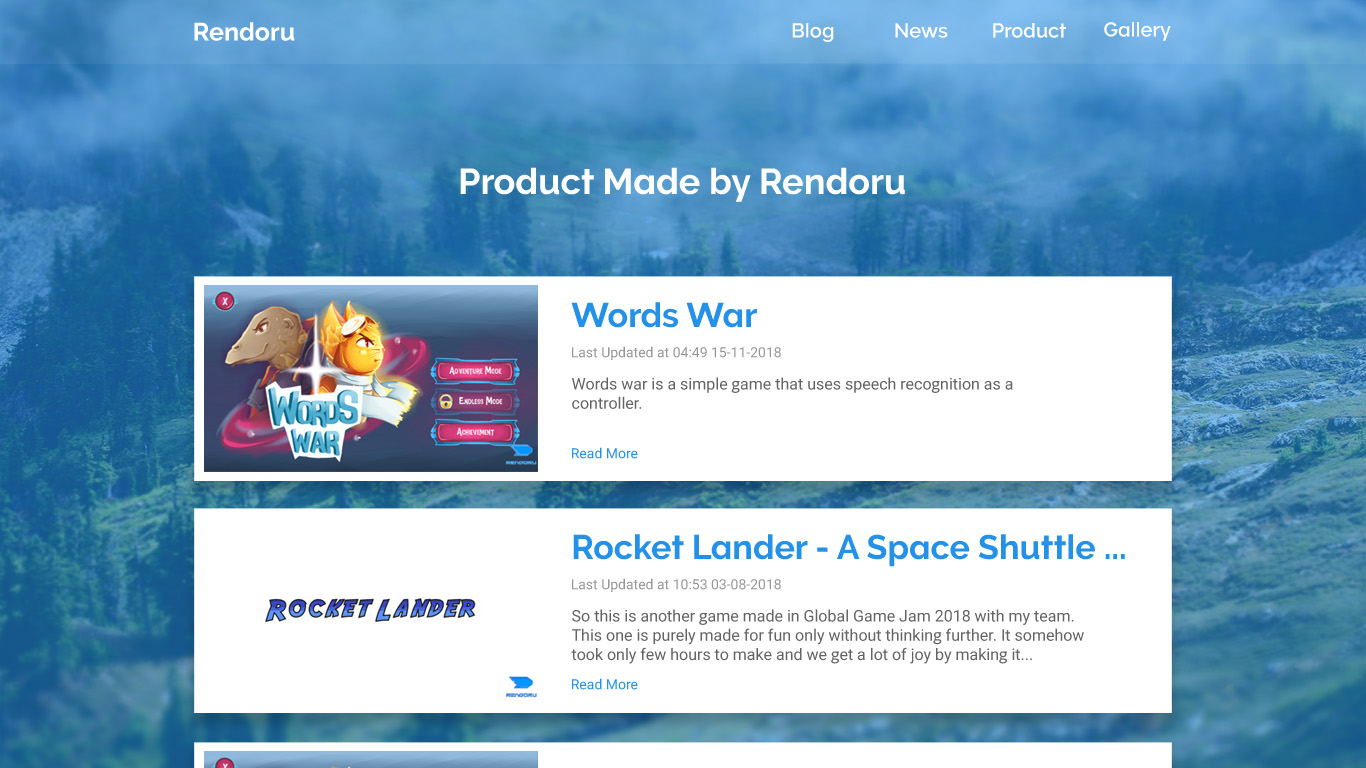 Rendoru
Blog
News
Product
Gallery
Product Made by Rendoru
X
WORDS
WAR
ADVENTURE MODE
ENDLESS MODE
ACHIEVEMENT
RENDORU
Words War
Last Updated at 04:49 15-11-2018
Words war is a simple game that uses speech recognition as a
controller.
Read More
ROCKET LANDER
RENDORU
Rocket Lander - A Space Shuttle ...
Last Updated at 10:53 03-08-2018
So this is another game made in Global Game Jam 2018 with my team.
This one is purely made for fun only without thinking further. It somehow
took only few hours to make and we get a lot of joy by making it...
Read More
X